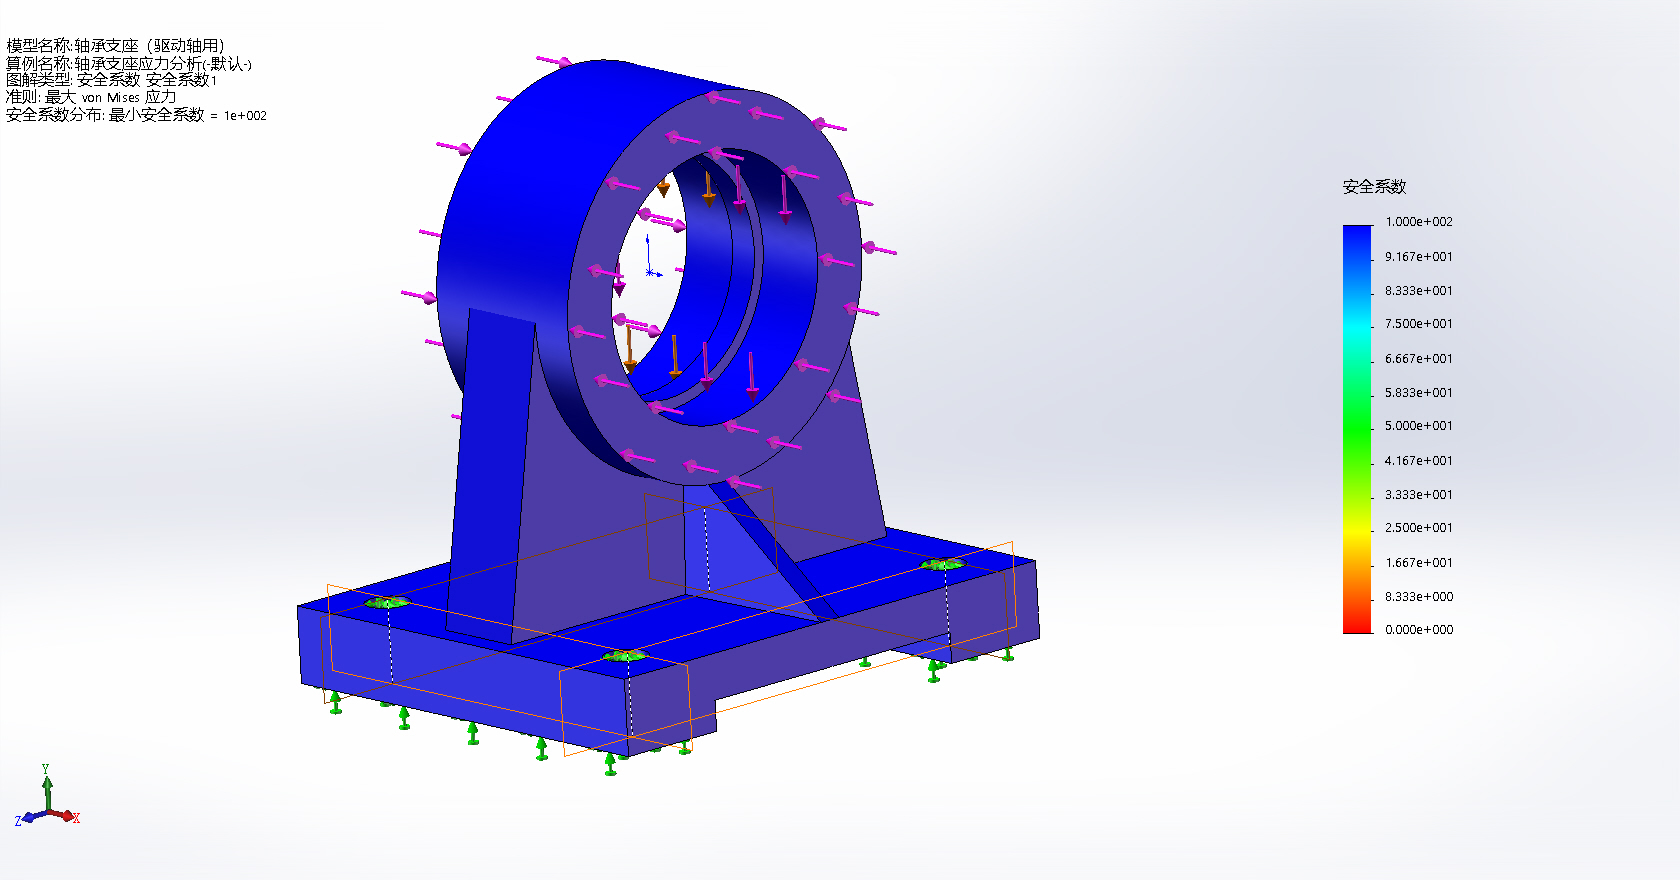 模型名称:轴承支座（驱动轴用）
算例名称:轴承支座应力分析(-默认-)
图解类型: 安全系数 安全系数1
准则: 最大 von Mises 应力
安全系数分布: 最小安全系数 = 1e+002
安全系数
1.000e+002
9.167e+001
8.333e+001
7.500e+001
6.667e+001
5.833e+001
5.000e+001
4.167e+001
3.333e+001
2.500e+001
1.667e+001
8.333e+000
0.000e+000
Y
Z
X